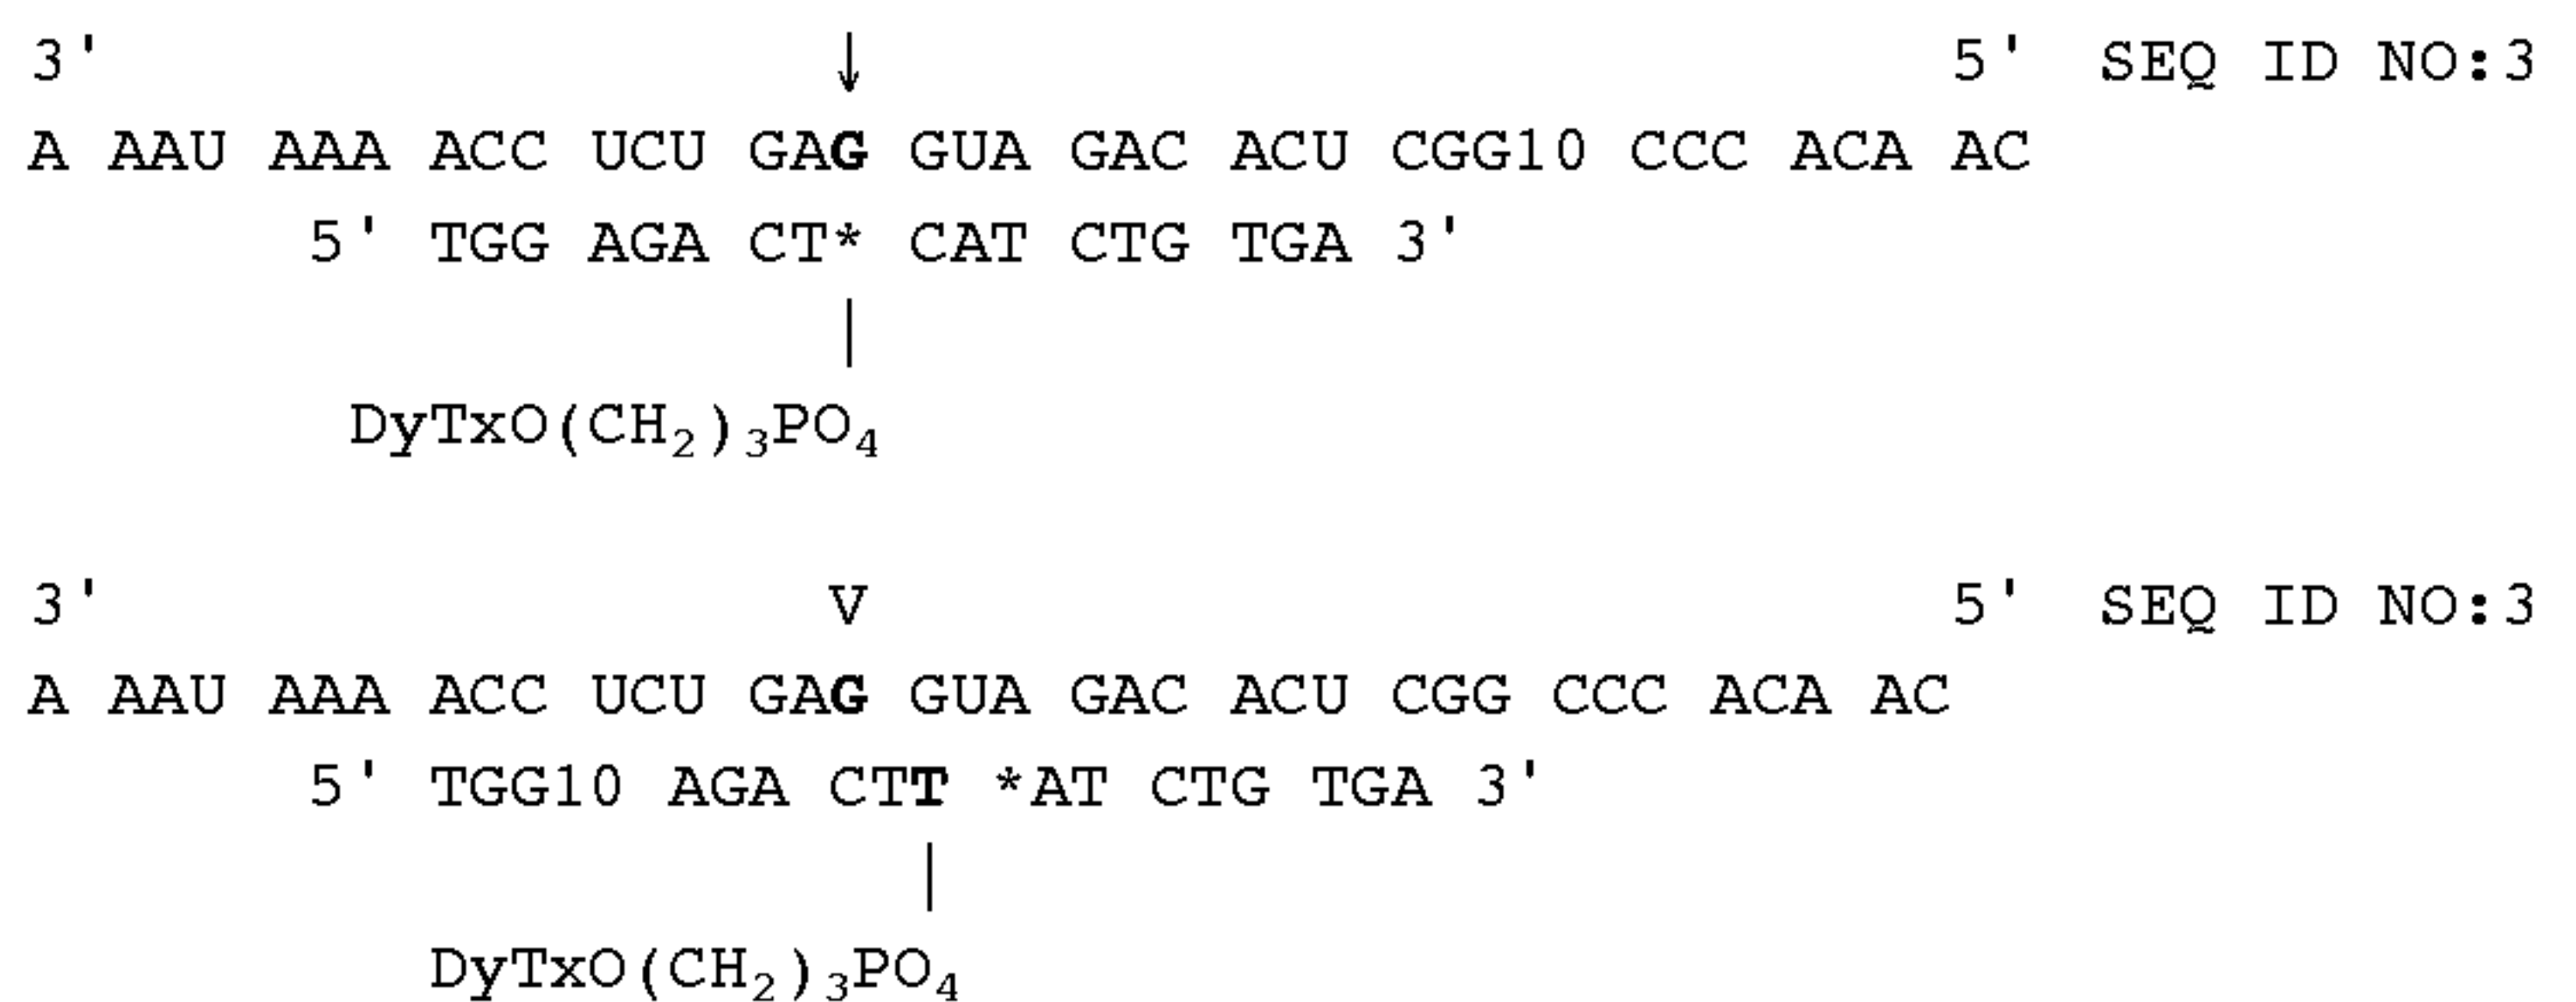 3' ↓ 5' SEQ ID NO:3
A AAU AAA ACC UCU GAG GUA GAC ACU CGG10 CCC ACA AC
5' TGG AGA CT* CAT CTG TGA 3'
|
DyTxO(CH₂)₃PO₄
3' V 5' SEQ ID NO:3
A AAU AAA ACC UCU GAG GUA GAC ACU CGG CCC ACA AC
5' TGG10 AGA CTT *AT CTG TGA 3'
|
DyTxO(CH₂)₃PO₄